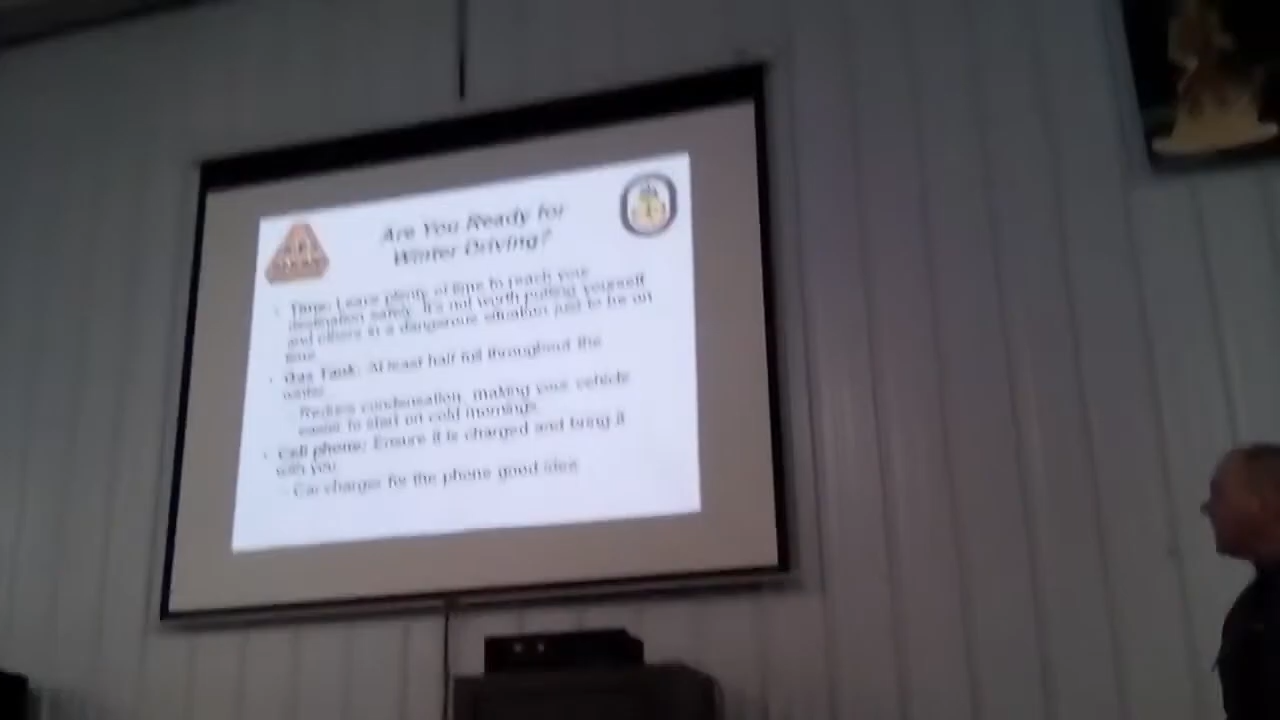 Are You Ready for
Winter Driving?
Time: Leave plenty of time to reach your
destination safely. It's not worth putting yourself
and others in a dangerous situation just to be on
time
Gas Tank: At least half full throughout the
winter
Reduce condensation, making your vehicle
easier to start on cold mornings.
Cell phone: Ensure it is charged and bring it
with you
- Car charger for the phone good idea